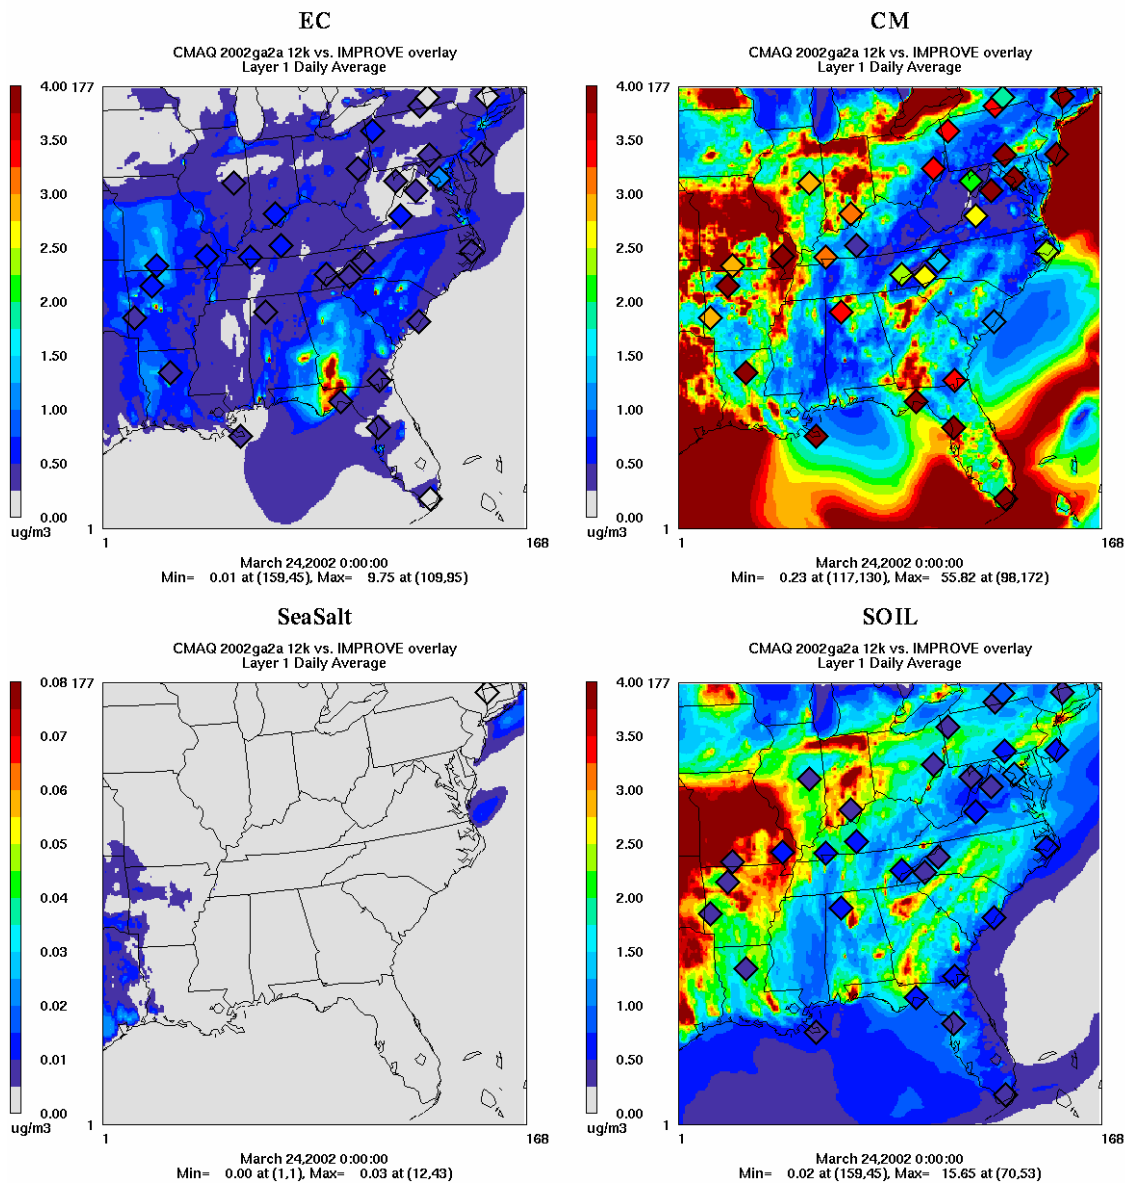 EC
CMAQ 2002ga2a 12k vs. IMPROVE overlay
Layer 1 Daily Average
4.00
3.50
3.00
2.50
2.00
1.50
1.00
0.50
0.00
ug/m3
177
1
1
168
March 24,2002 0:00:00
Min= 0.01 at (159,45), Max= 9.75 at (109,95)
CM
CMAQ 2002ga2a 12k vs. IMPROVE overlay
Layer 1 Daily Average
4.00
3.50
3.00
2.50
2.00
1.50
1.00
0.50
0.00
ug/m3
177
1
1
168
March 24,2002 0:00:00
Min= 0.23 at (117,130), Max= 55.82 at (98,172)
SeaSalt
CMAQ 2002ga2a 12k vs. IMPROVE overlay
Layer 1 Daily Average
0.08
0.07
0.06
0.05
0.04
0.03
0.02
0.01
0.00
ug/m3
177
1
1
168
March 24,2002 0:00:00
Min= 0.00 at (1,1), Max= 0.03 at (12,43)
SOIL
CMAQ 2002ga2a 12k vs. IMPROVE overlay
Layer 1 Daily Average
4.00
3.50
3.00
2.50
2.00
1.50
1.00
0.50
0.00
ug/m3
177
1
1
168
March 24,2002 0:00:00
Min= 0.02 at (159,45), Max= 15.65 at (70,53)